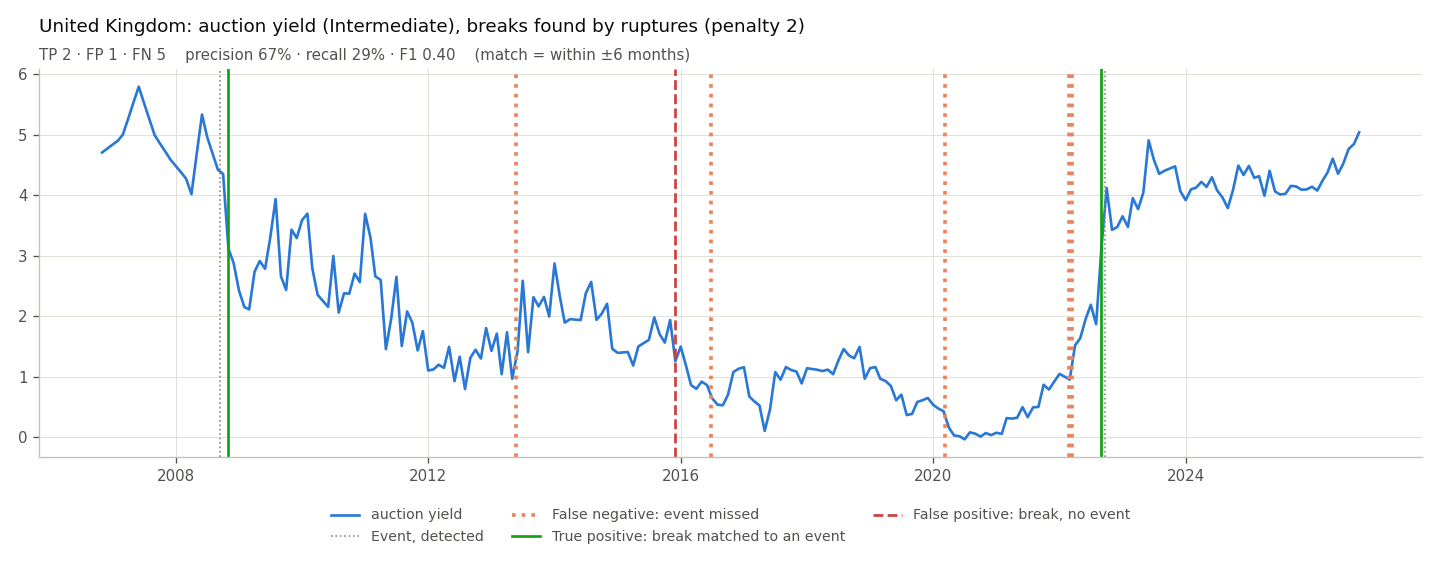 United Kingdom: auction yield (Intermediate), breaks found by ruptures (penalty 2)
TP 2 · FP 1 · FN 5    precision 67% · recall 29% · F1 0.40    (match = within ±6 months)
6
5
4
3
2
1
0
2008 2012 2016 2020 2024
auction yield False negative: event missed False positive: break, no event
Event, detected True positive: break matched to an event